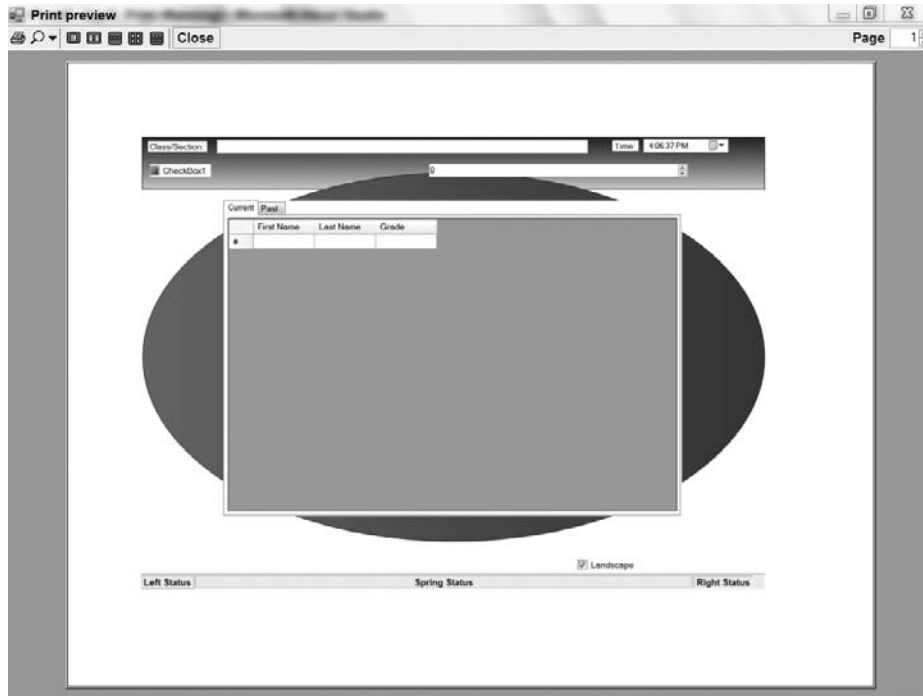 Print preview
Close Page 1
Class/Section: Time: 4:06:37 PM
CheckBox1 0
Current Past
First Name Last Name Grade
*
Landscape
Left Status Spring Status Right Status